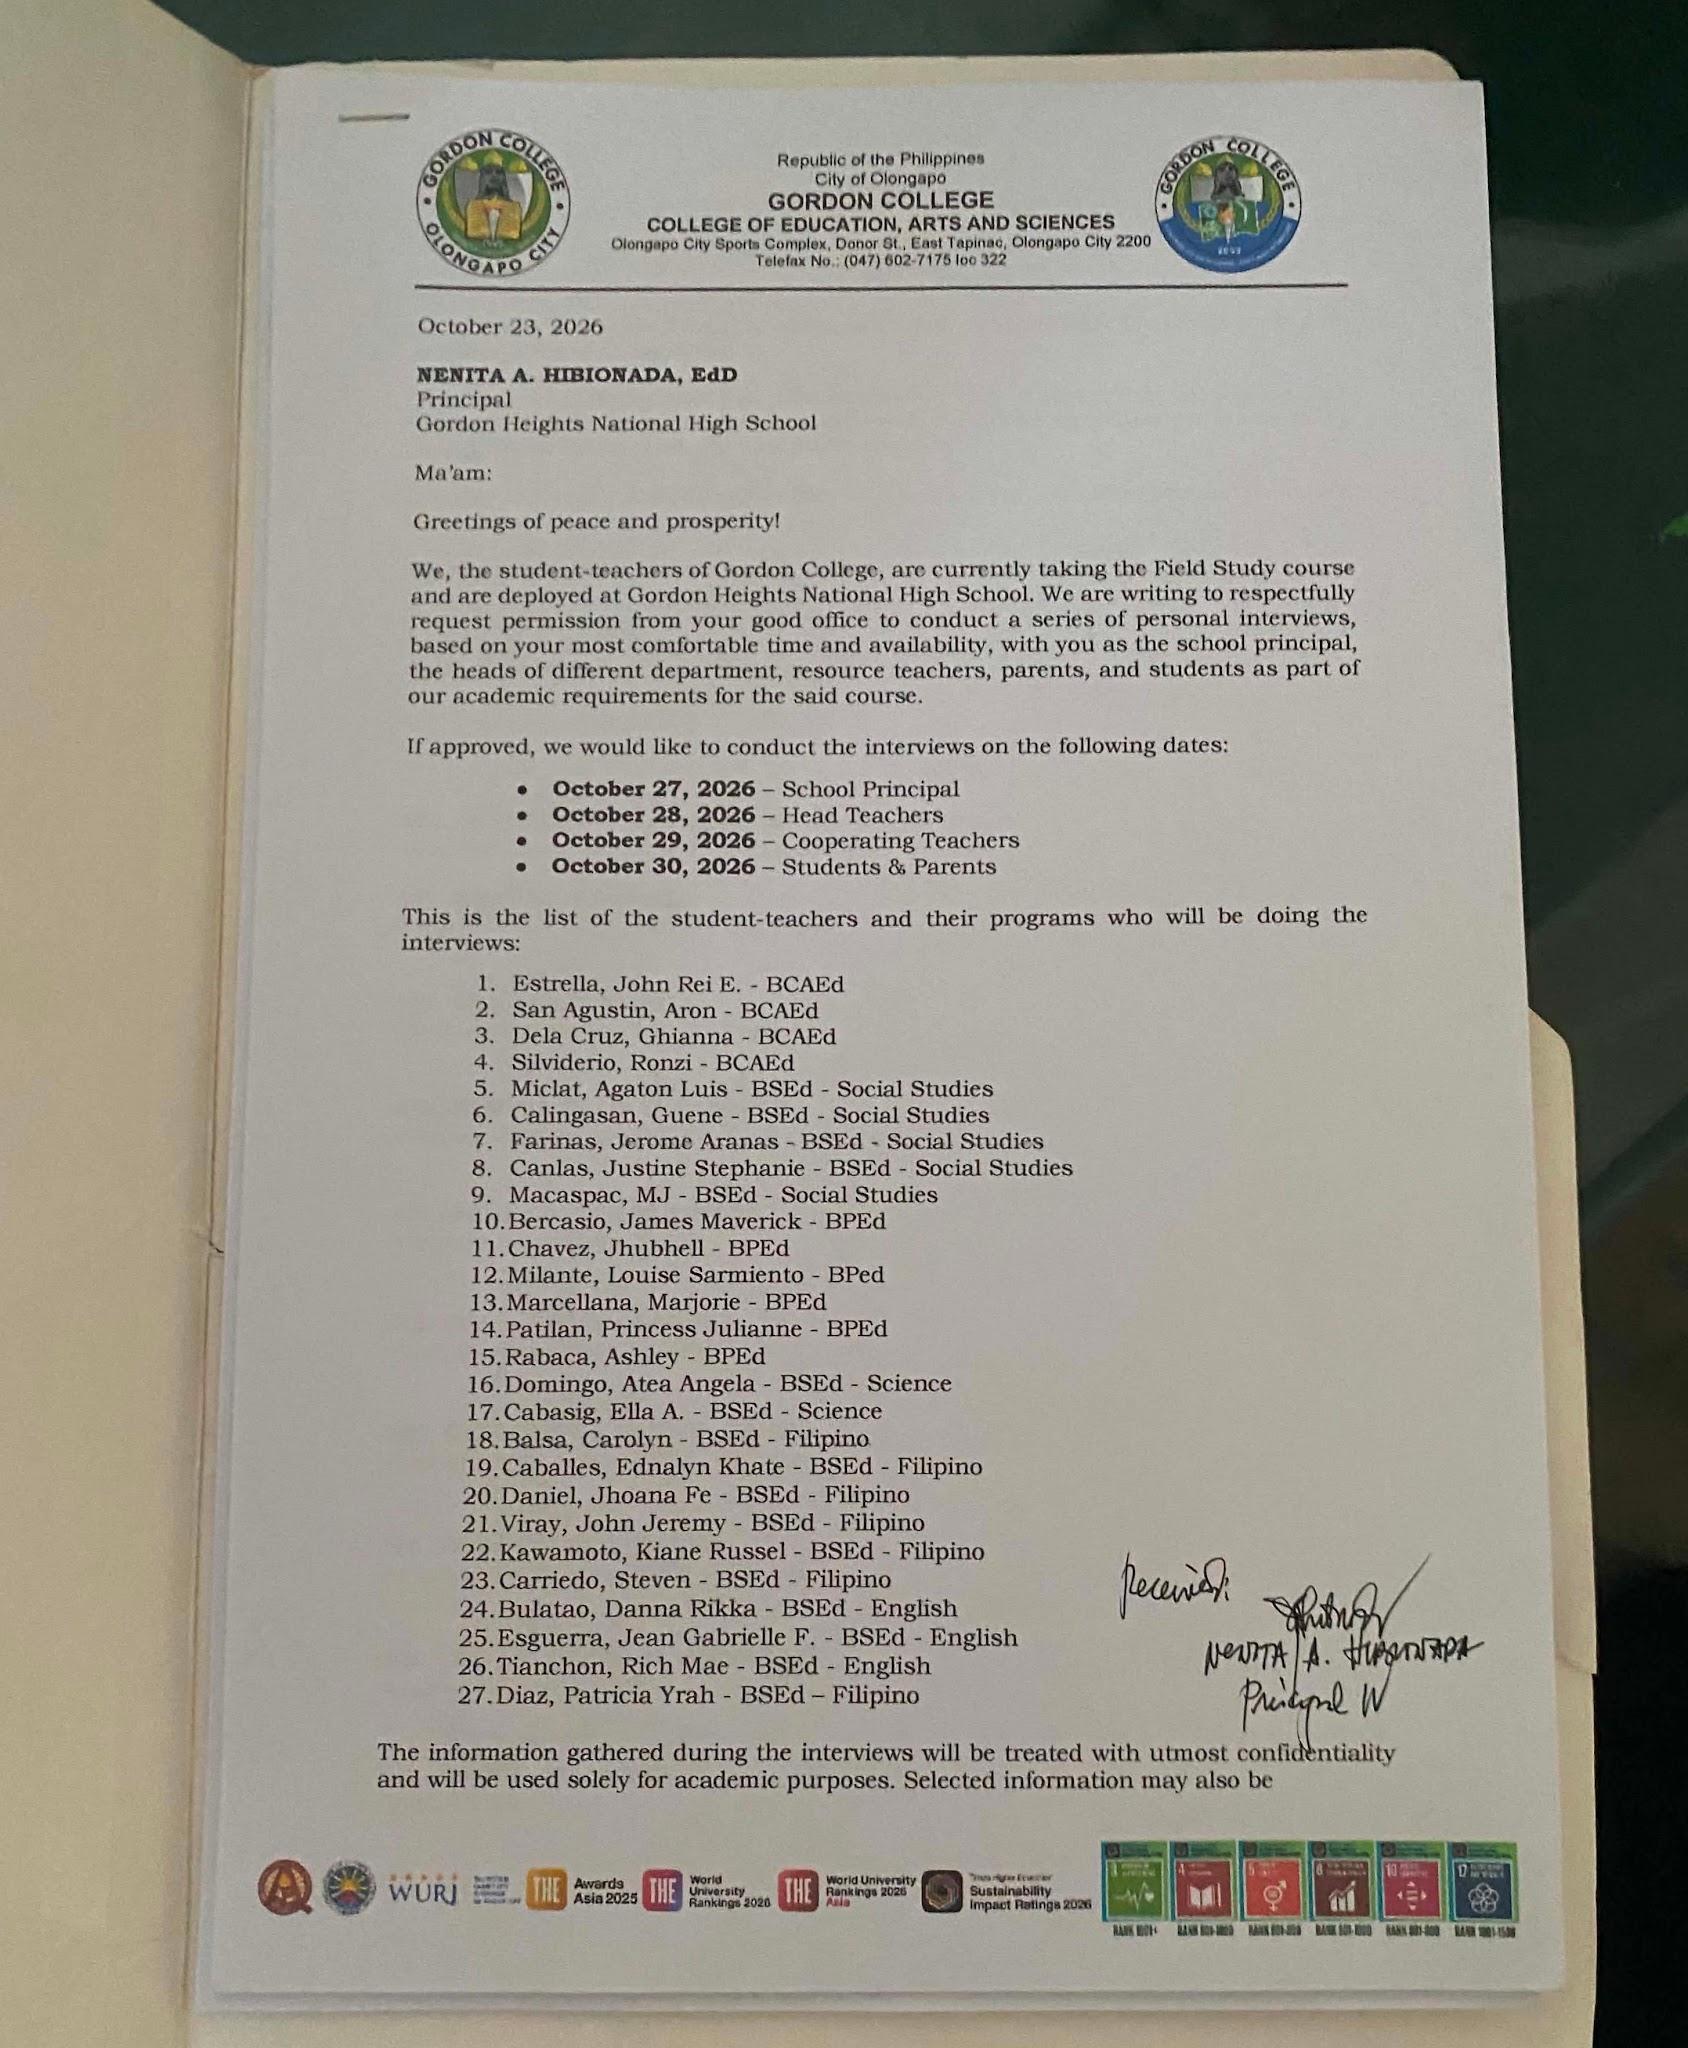 GORDON COLLEGE
OLONGAPO CITY
Republic of the Philippines
City of Olongapo
GORDON COLLEGE
COLLEGE OF EDUCATION, ARTS AND SCIENCES
Olongapo City Sports Complex, Donor St., East Tapinac, Olongapo City 2200
Telefax No.: (047) 602-7175 loc 322
GORDON COLLEGE
October 23, 2026
NENITA A. HIBIONADA, EdD
Principal
Gordon Heights National High School
Ma'am:
Greetings of peace and prosperity!
We, the student-teachers of Gordon College, are currently taking the Field Study course
and are deployed at Gordon Heights National High School. We are writing to respectfully
request permission from your good office to conduct a series of personal interviews,
based on your most comfortable time and availability, with you as the school principal,
the heads of different department, resource teachers, parents, and students as part of
our academic requirements for the said course.
If approved, we would like to conduct the interviews on the following dates:
• October 27, 2026 – School Principal
• October 28, 2026 – Head Teachers
• October 29, 2026 – Cooperating Teachers
• October 30, 2026 – Students & Parents
This is the list of the student-teachers and their programs who will be doing the
interviews:
1. Estrella, John Rei E. - BCAEd
2. San Agustin, Aron - BCAEd
3. Dela Cruz, Ghianna - BCAEd
4. Silviderio, Ronzi - BCAEd
5. Miclat, Agaton Luis - BSEd - Social Studies
6. Calingasan, Guene - BSEd - Social Studies
7. Farinas, Jerome Aranas - BSEd - Social Studies
8. Canlas, Justine Stephanie - BSEd - Social Studies
9. Macaspac, MJ - BSEd - Social Studies
10. Bercasio, James Maverick - BPEd
11. Chavez, Jhubhell - BPEd
12. Milante, Louise Sarmiento - BPed
13. Marcellana, Marjorie - BPEd
14. Patilan, Princess Julianne - BPEd
15. Rabaca, Ashley - BPEd
16. Domingo, Atea Angela - BSEd - Science
17. Cabasig, Ella A. - BSEd - Science
18. Balsa, Carolyn - BSEd - Filipino
19. Caballes, Ednalyn Khate - BSEd - Filipino
20. Daniel, Jhoana Fe - BSEd - Filipino
21. Viray, John Jeremy - BSEd - Filipino
22. Kawamoto, Kiane Russel - BSEd - Filipino
23. Carriedo, Steven - BSEd - Filipino
24. Bulatao, Danna Rikka - BSEd - English
25. Esguerra, Jean Gabrielle F. - BSEd - English
26. Tianchon, Rich Mae - BSEd - English
27. Diaz, Patricia Yrah - BSEd – Filipino
Received:
NENITA A. HIBIONADA
Principal IV
The information gathered during the interviews will be treated with utmost confidentiality
and will be used solely for academic purposes. Selected information may also be
WURI
THE Awards
Asia 2025
THE World
University
Rankings 2026
THE World University
Rankings 2026
Asia
Sustainability
Impact Ratings 2026
3
4
5
8
10
17